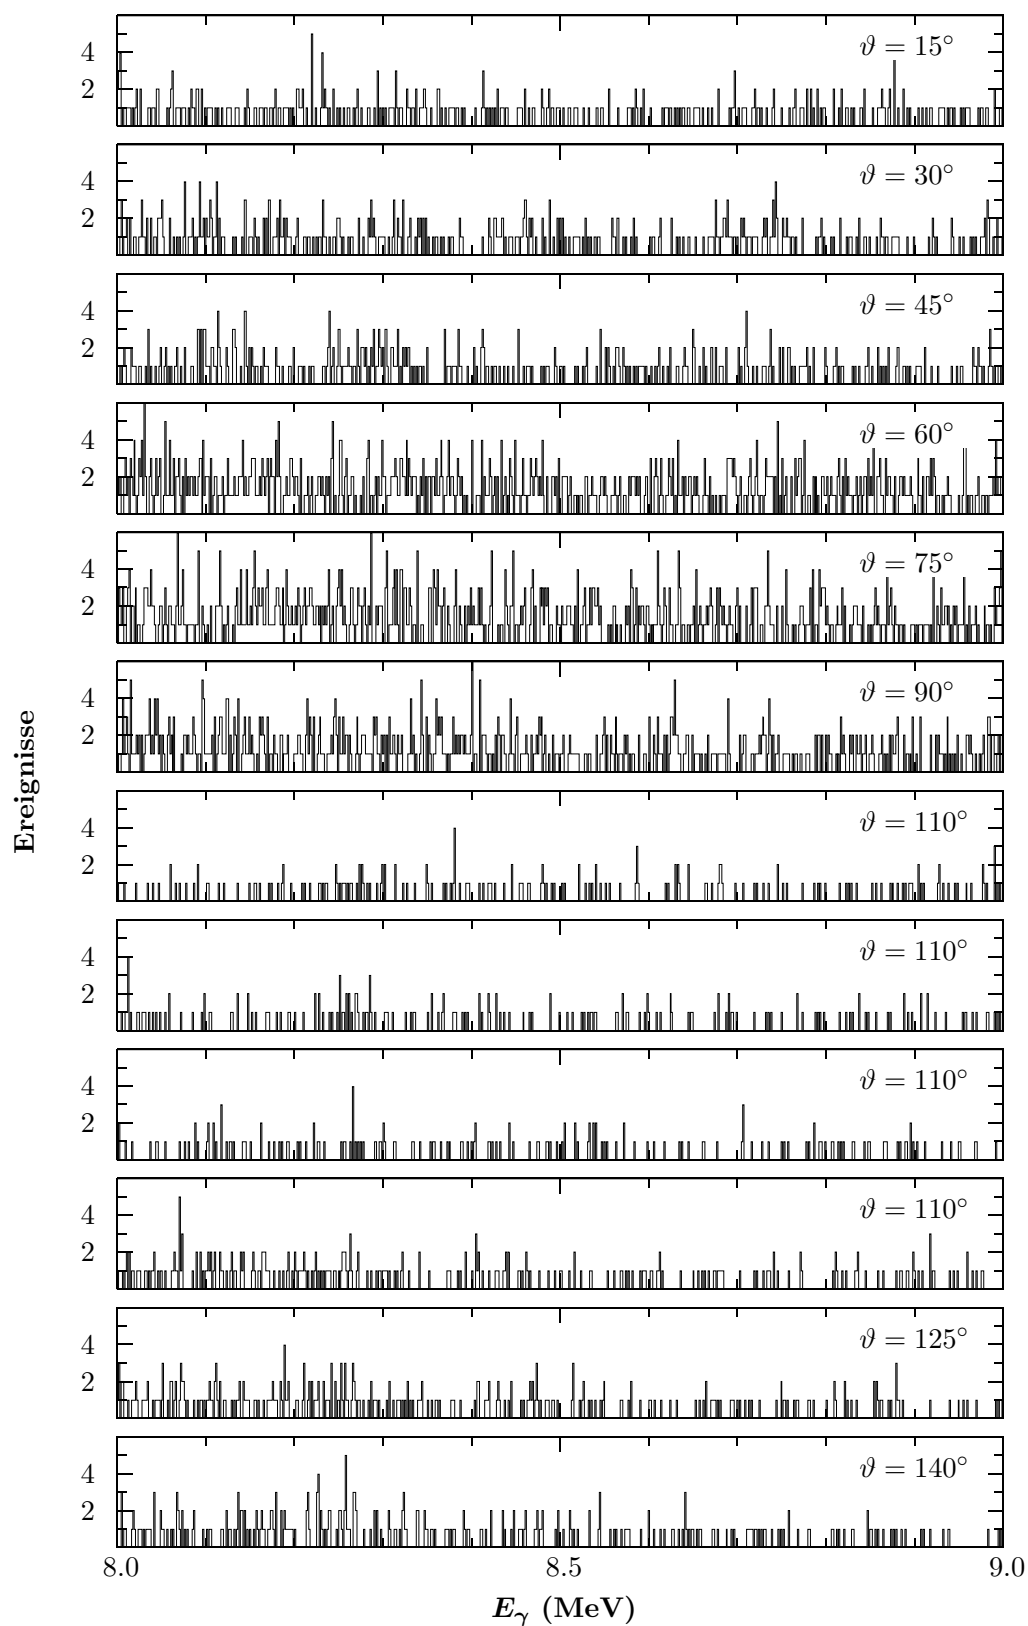 4
2
ϑ = 15°
4
2
ϑ = 30°
4
2
ϑ = 45°
4
2
ϑ = 60°
4
2
ϑ = 75°
4
2
ϑ = 90°
4
2
ϑ = 110°
4
2
ϑ = 110°
4
2
ϑ = 110°
4
2
ϑ = 110°
4
2
ϑ = 125°
4
2
ϑ = 140°
Ereignisse
8.0 8.5 9.0
Eγ (MeV)